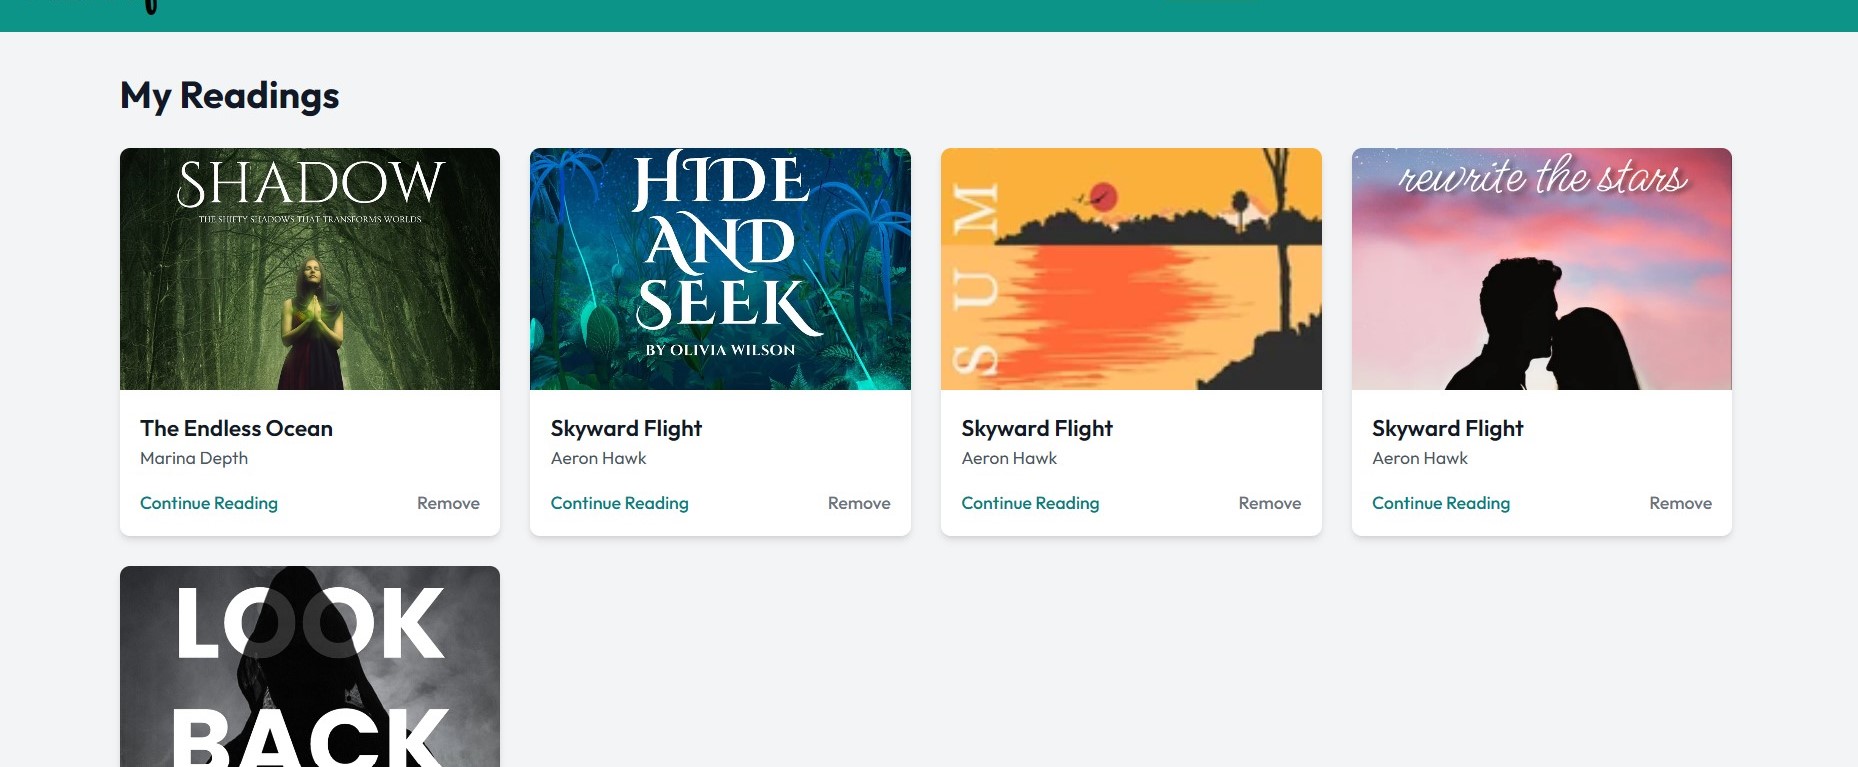 My Readings
SHADOW
THE SHIFTY SHADOWS THAT TRANSFORMS WORLDS
The Endless Ocean
Marina Depth
Continue Reading Remove
HIDE
AND
SEEK
BY OLIVIA WILSON
Skyward Flight
Aeron Hawk
Continue Reading Remove
SUM
Skyward Flight
Aeron Hawk
Continue Reading Remove
rewrite the stars
Skyward Flight
Aeron Hawk
Continue Reading Remove
LOOK
BACK